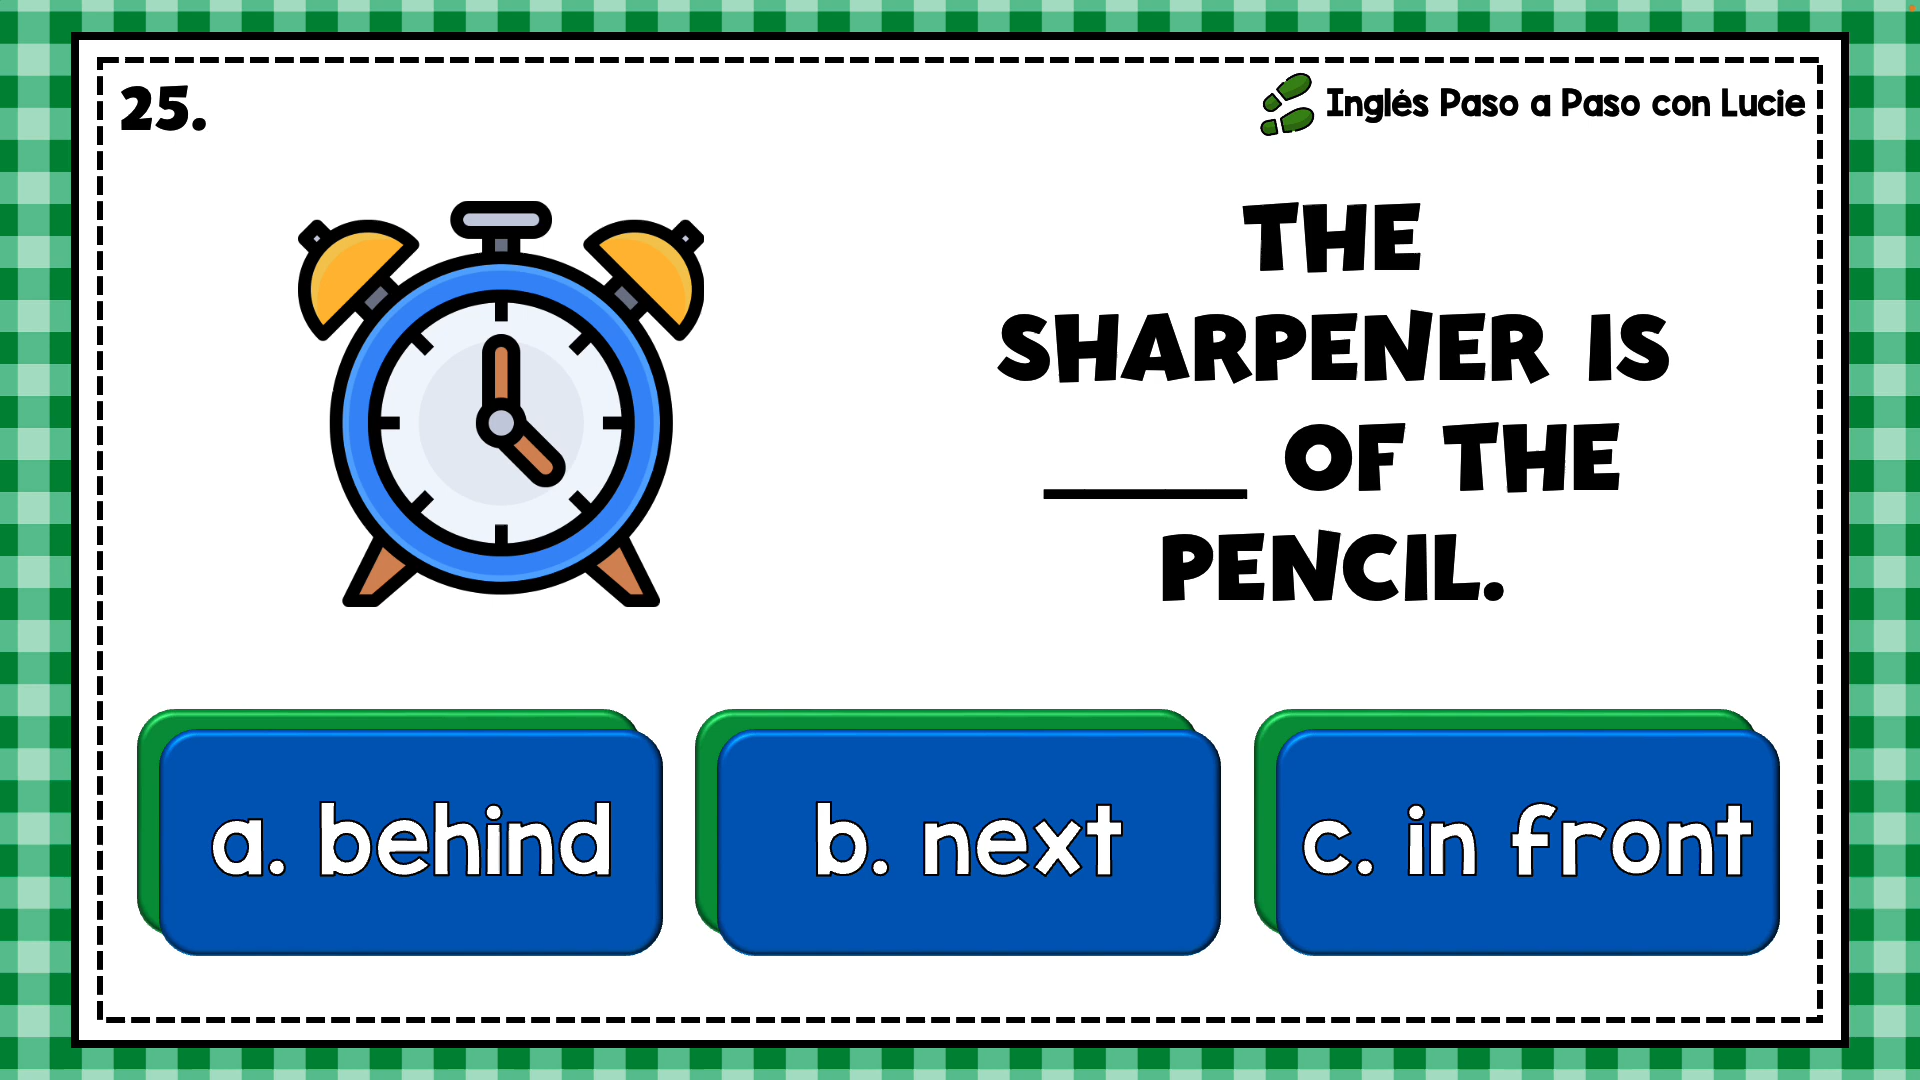 25.
Inglés Paso a Paso con Lucie
THE
SHARPENER IS
____ OF THE
PENCIL.
a. behind
b. next
c. in front